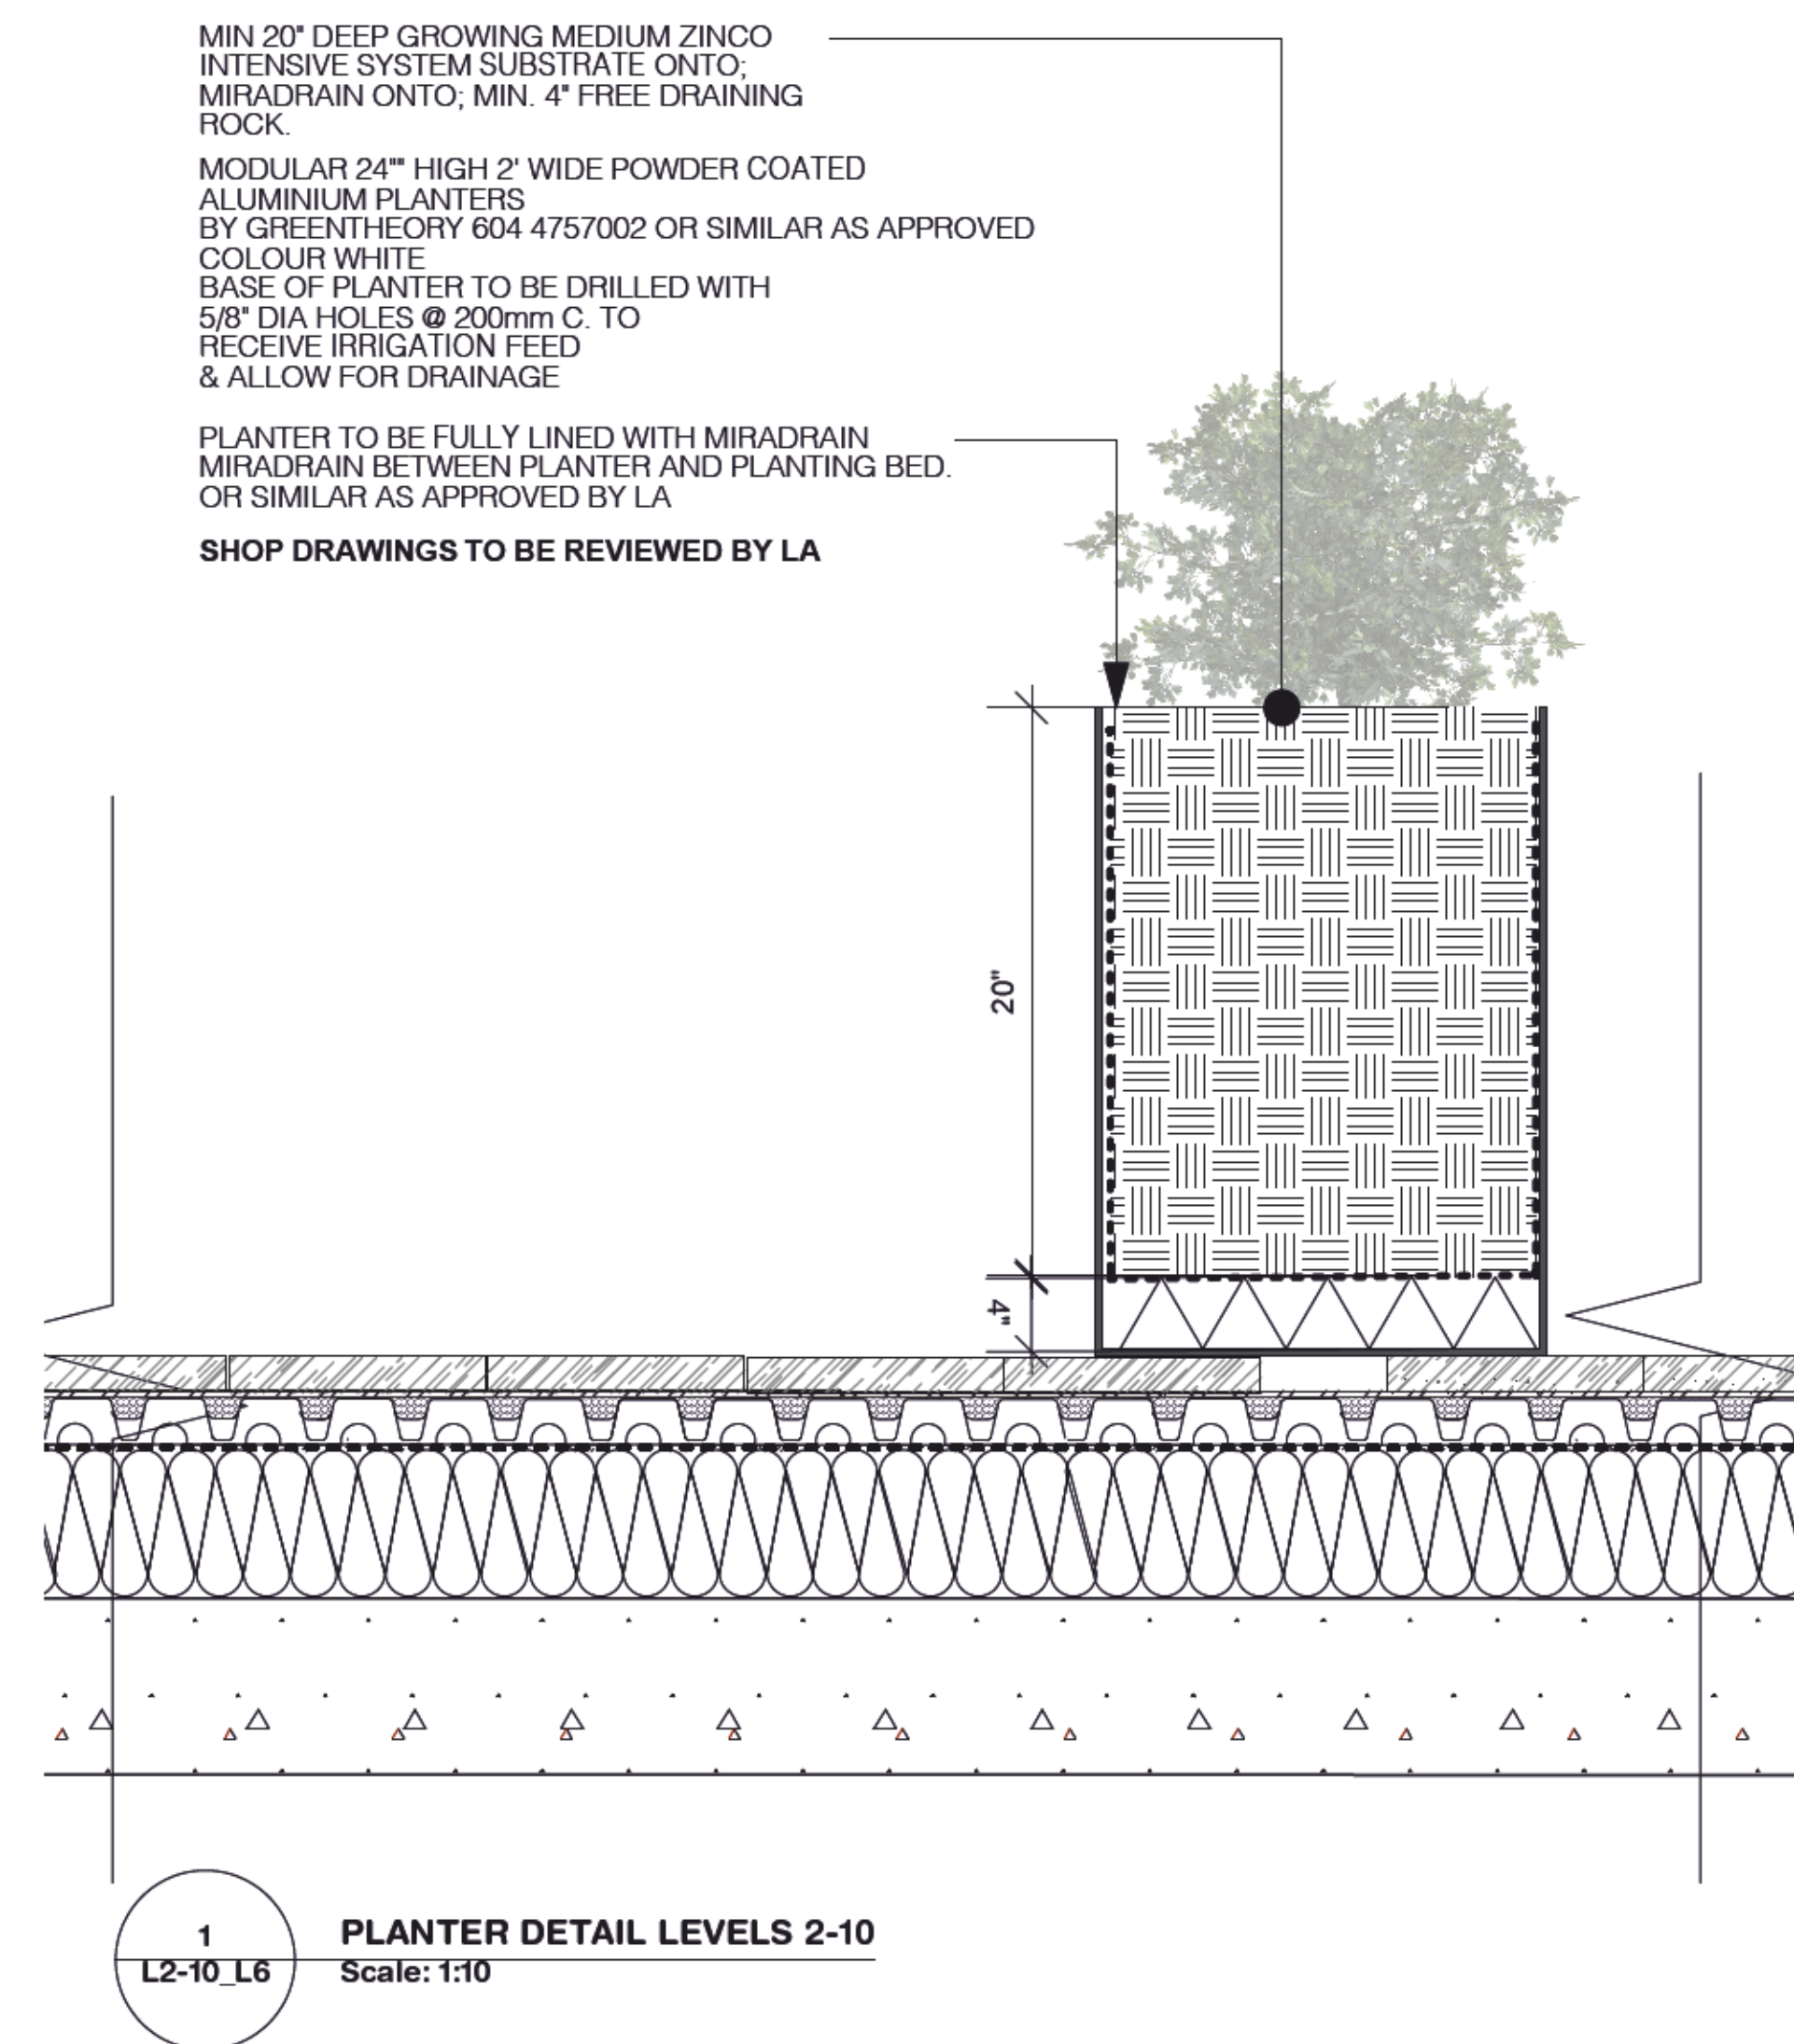 MIN 20" DEEP GROWING MEDIUM ZINCO
INTENSIVE SYSTEM SUBSTRATE ONTO;
MIRADRAIN ONTO; MIN. 4" FREE DRAINING
ROCK.
MODULAR 24"" HIGH 2' WIDE POWDER COATED
ALUMINIUM PLANTERS
BY GREENTHEORY 604 4757002 OR SIMILAR AS APPROVED
COLOUR WHITE
BASE OF PLANTER TO BE DRILLED WITH
5/8" DIA HOLES @ 200mm C. TO
RECEIVE IRRIGATION FEED
& ALLOW FOR DRAINAGE
PLANTER TO BE FULLY LINED WITH MIRADRAIN
MIRADRAIN BETWEEN PLANTER AND PLANTING BED.
OR SIMILAR AS APPROVED BY LA
SHOP DRAWINGS TO BE REVIEWED BY LA
20"
4"
1
L2-10_L6
PLANTER DETAIL LEVELS 2-10
Scale: 1:10